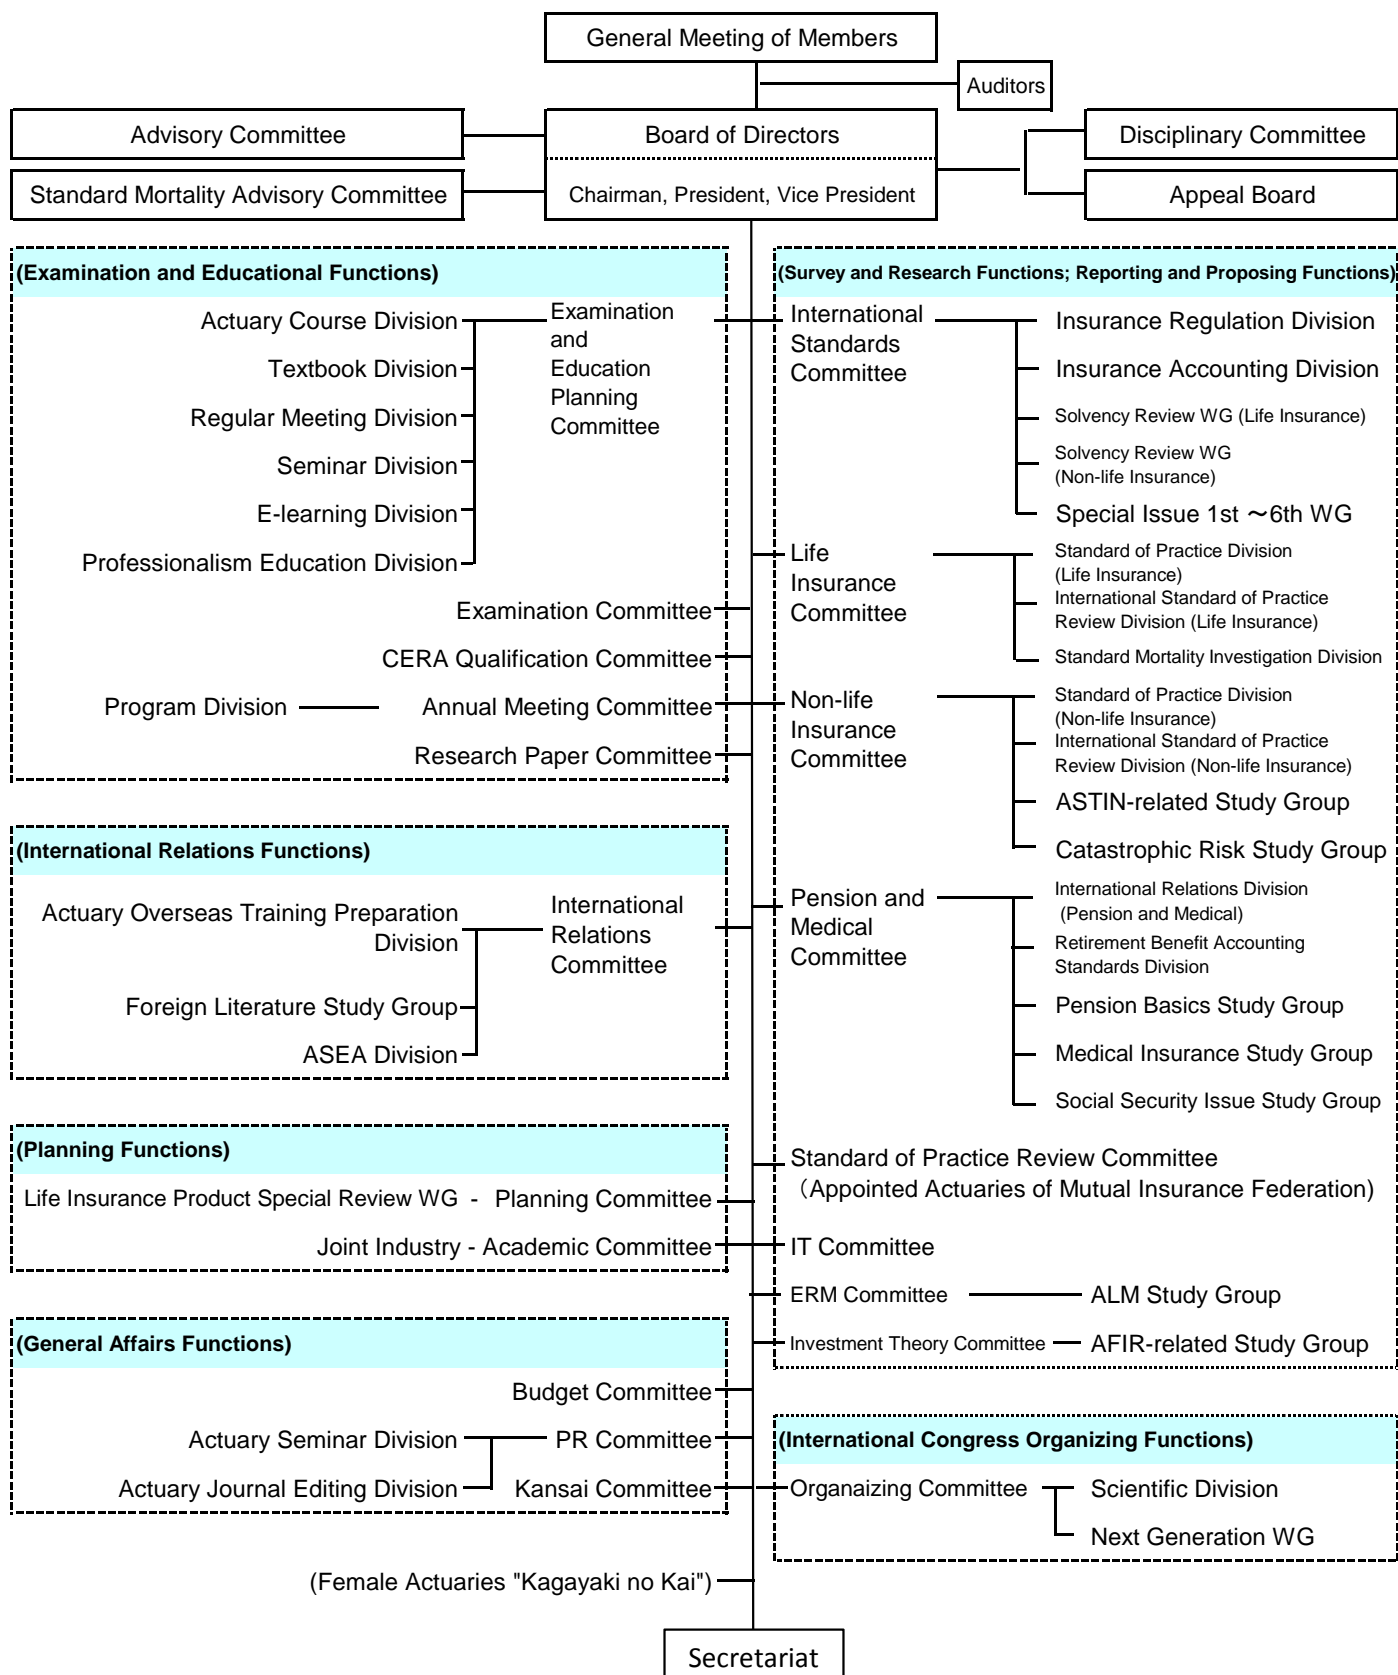 General Meeting of Members
Auditors
Advisory Committee
Board of Directors
Disciplinary Committee
Standard Mortality Advisory Committee
Chairman, President, Vice President
Appeal Board
(Examination and Educational Functions)
Actuary Course Division
Textbook Division
Regular Meeting Division
Seminar Division
E-learning Division
Professionalism Education Division
Examination
and
Education
Planning
Committee
Examination Committee
CERA Qualification Committee
Program Division
Annual Meeting Committee
Research Paper Committee
(International Relations Functions)
Actuary Overseas Training Preparation
Division
Foreign Literature Study Group
ASEA Division
International
Relations
Committee
(Planning Functions)
Life Insurance Product Special Review WG - Planning Committee
Joint Industry - Academic Committee
(General Affairs Functions)
Budget Committee
Actuary Seminar Division
PR Committee
Actuary Journal Editing Division
Kansai Committee
(Survey and Research Functions; Reporting and Proposing Functions)
International
Standards
Committee
Insurance Regulation Division
Insurance Accounting Division
Solvency Review WG (Life Insurance)
Solvency Review WG
(Non-life Insurance)
Special Issue 1st ～6th WG
Life
Insurance
Committee
Standard of Practice Division
(Life Insurance)
International Standard of Practice
Review Division (Life Insurance)
Standard Mortality Investigation Division
Non-life
Insurance
Committee
Standard of Practice Division
(Non-life Insurance)
International Standard of Practice
Review Division (Non-life Insurance)
ASTIN-related Study Group
Catastrophic Risk Study Group
Pension and
Medical
Committee
International Relations Division
(Pension and Medical)
Retirement Benefit Accounting
Standards Division
Pension Basics Study Group
Medical Insurance Study Group
Social Security Issue Study Group
Standard of Practice Review Committee
（Appointed Actuaries of Mutual Insurance Federation)
IT Committee
ERM Committee
ALM Study Group
Investment Theory Committee
AFIR-related Study Group
(International Congress Organizing Functions)
Organaizing Committee
Scientific Division
Next Generation WG
(Female Actuaries "Kagayaki no Kai")
Secretariat